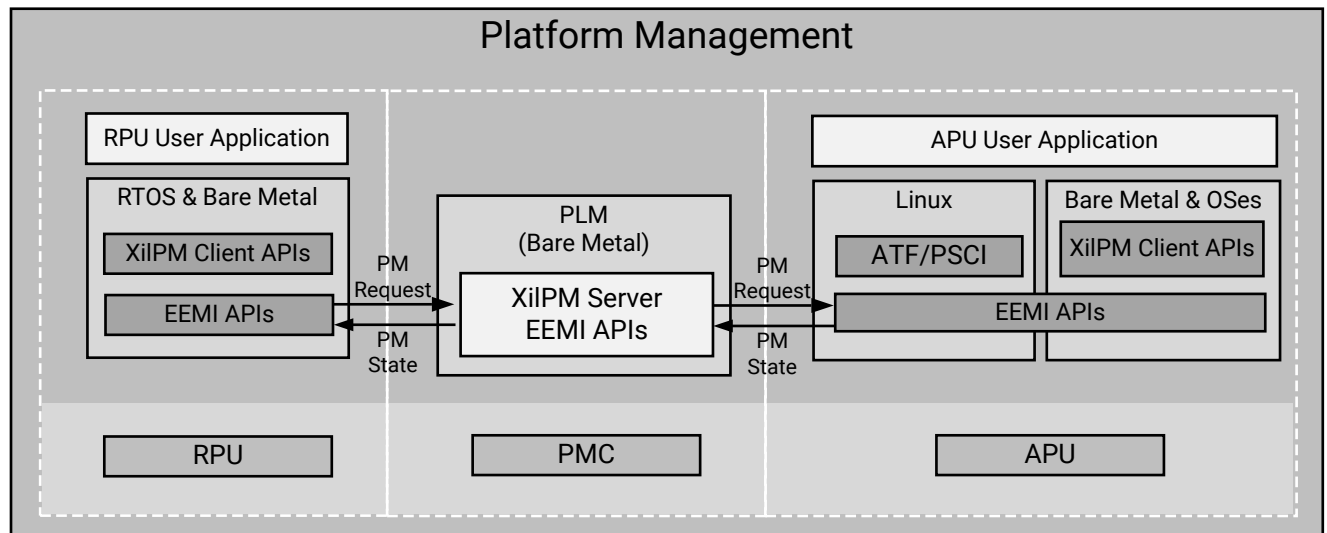 Platform Management
RPU User Application
RTOS & Bare Metal
XilPM Client APIs
EEMI APIs
PM
Request
PM
State
PLM
(Bare Metal)
XilPM Server
EEMI APIs
PM
Request
PM
State
APU User Application
Linux
ATF/PSCI
Bare Metal & OSes
XilPM Client APIs
EEMI APIs
RPU
PMC
APU